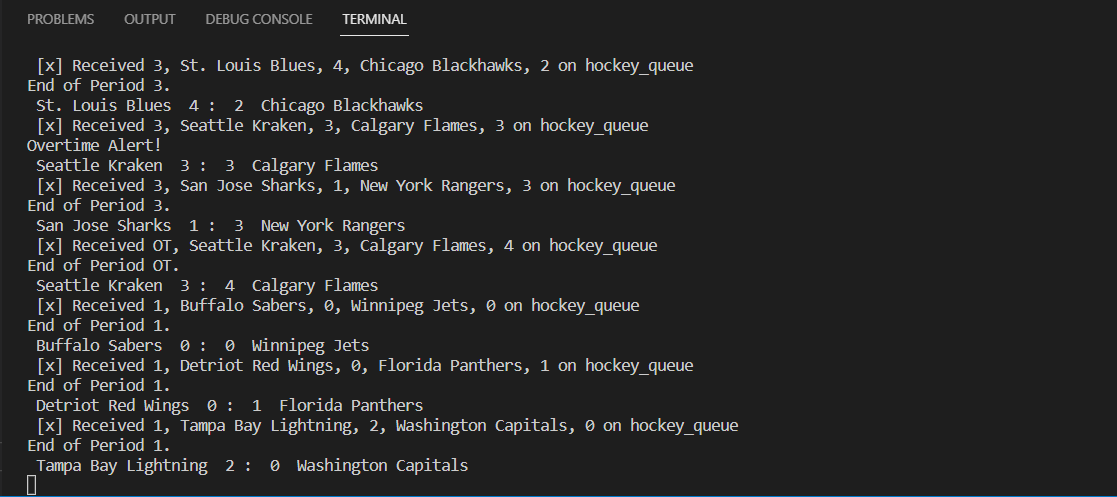 PROBLEMS OUTPUT DEBUG CONSOLE TERMINAL
[x] Received 3, St. Louis Blues, 4, Chicago Blackhawks, 2 on hockey_queue
End of Period 3.
St. Louis Blues  4 :  2  Chicago Blackhawks
[x] Received 3, Seattle Kraken, 3, Calgary Flames, 3 on hockey_queue
Overtime Alert!
Seattle Kraken  3 :  3  Calgary Flames
[x] Received 3, San Jose Sharks, 1, New York Rangers, 3 on hockey_queue
End of Period 3.
San Jose Sharks  1 :  3  New York Rangers
[x] Received OT, Seattle Kraken, 3, Calgary Flames, 4 on hockey_queue
End of Period OT.
Seattle Kraken  3 :  4  Calgary Flames
[x] Received 1, Buffalo Sabers, 0, Winnipeg Jets, 0 on hockey_queue
End of Period 1.
Buffalo Sabers  0 :  0  Winnipeg Jets
[x] Received 1, Detriot Red Wings, 0, Florida Panthers, 1 on hockey_queue
End of Period 1.
Detriot Red Wings  0 :  1  Florida Panthers
[x] Received 1, Tampa Bay Lightning, 2, Washington Capitals, 0 on hockey_queue
End of Period 1.
Tampa Bay Lightning  2 :  0  Washington Capitals